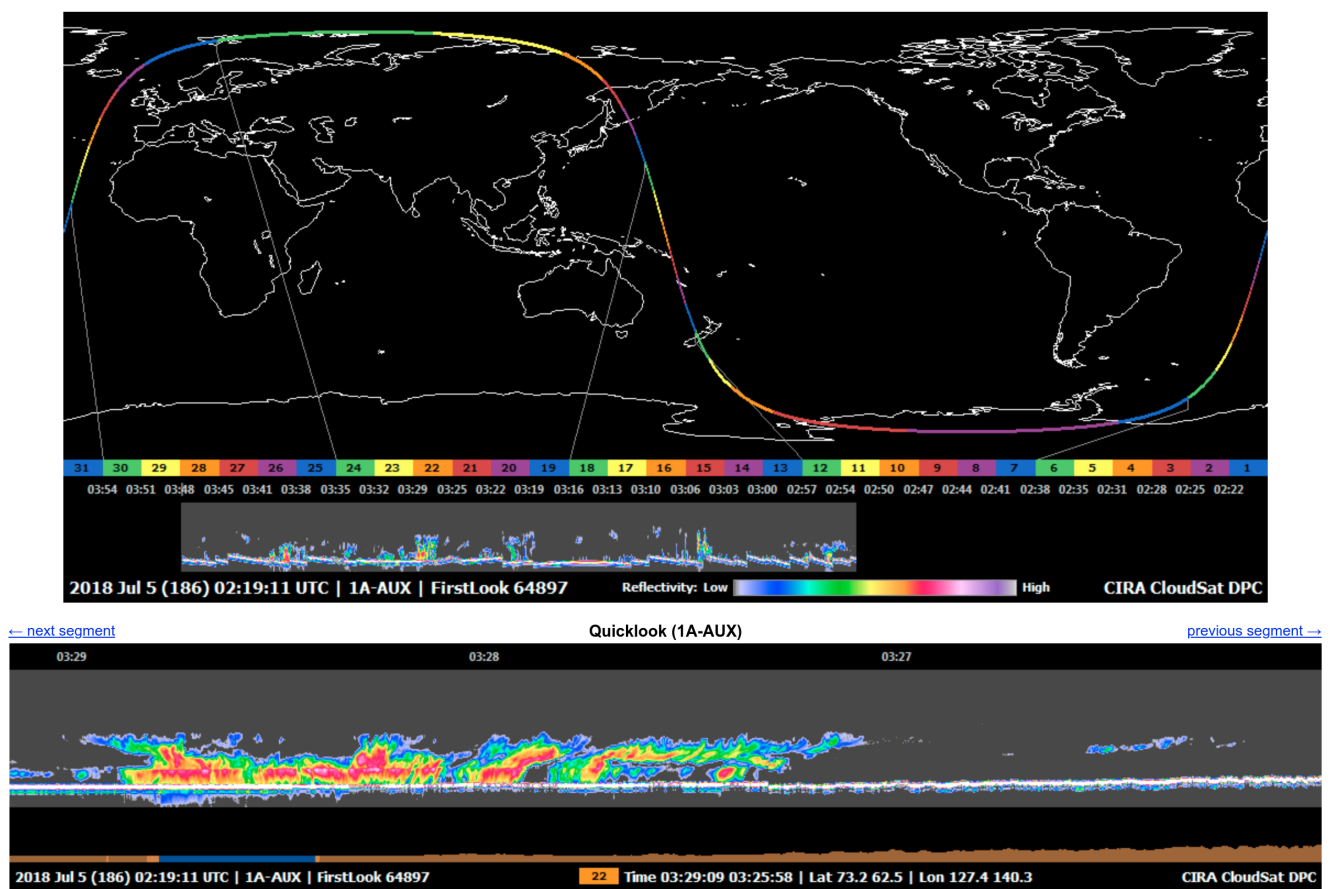 31 30 29 28 27 26 25 24 23 22 21 20 19 18 17 16 15 14 13 12 11 10 9 8 7 6 5 4 3 2 1
03:54 03:51 03:48 03:45 03:41 03:38 03:35 03:32 03:29 03:25 03:22 03:19 03:16 03:13 03:10 03:06 03:03 03:00 02:57 02:54 02:50 02:47 02:44 02:41 02:38 02:35 02:31 02:28 02:25 02:22
2018 Jul 5 (186) 02:19:11 UTC | 1A-AUX | FirstLook 64897 Reflectivity: Low High CIRA CloudSat DPC
← next segment Quicklook (1A-AUX) previous segment →
03:29 03:28 03:27
2018 Jul 5 (186) 02:19:11 UTC | 1A-AUX | FirstLook 64897 22 Time 03:29:09 03:25:58 | Lat 73.2 62.5 | Lon 127.4 140.3 CIRA CloudSat DPC